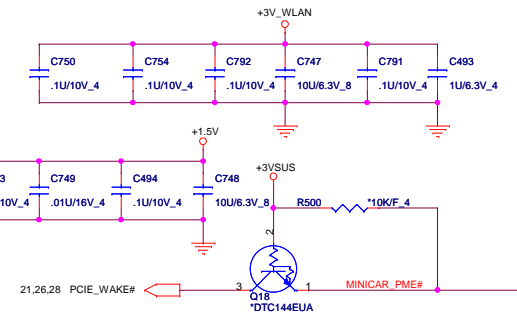 +3V_WLAN
C750 C754 C792 C747 C791 C493
.1U/10V_4 .1U/10V_4 .1U/10V_4 10U/6.3V_8 .1U/10V_4 1U/6.3V_4
+1.5V
+3VSUS
3 C749 C494 C748
10V_4 .01U/16V_4 .1U/10V_4 10U/6.3V_8
R500 *10K/F_4
2
21,26,28 PCIE_WAKE# 3 1 MINICAR_PME#
Q18
*DTC144EUA